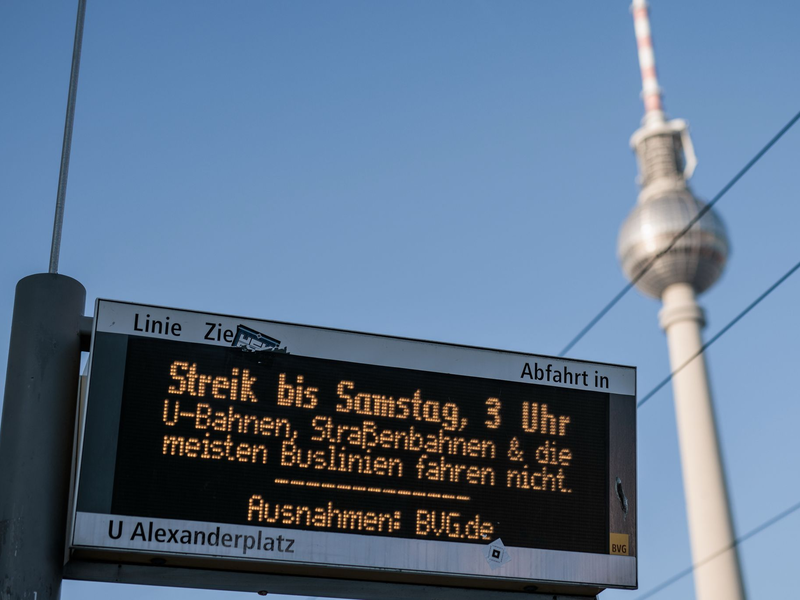 Linie Zie
Abfahrt in
Streik bis Samstag, 3 Uhr
U-Bahnen, Straßenbahnen & die
meisten Buslinien fahren nicht.
Ausnahmen: BVG.de
U Alexanderplatz
BVG